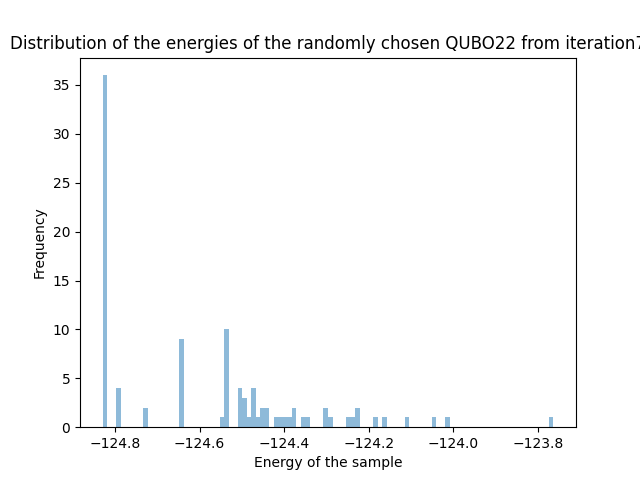 Distribution of the energies of the randomly chosen QUBO22 from iteration7
35
30
25
20
15
10
5
0
Frequency
−124.8 −124.6 −124.4 −124.2 −124.0 −123.8
Energy of the sample